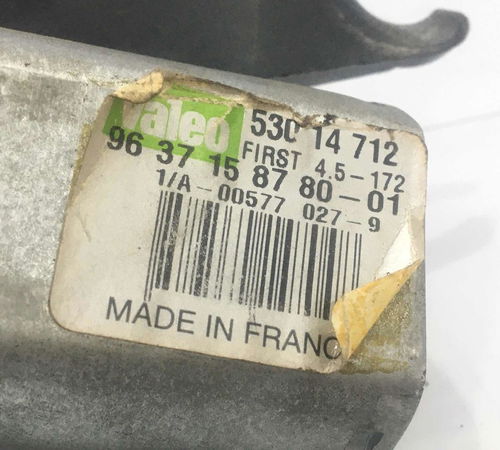 Valeo 530 14 712
FIRST 4.5-172
96 37 15 87 80-01
1/A-00577 027-9
MADE IN FRANC